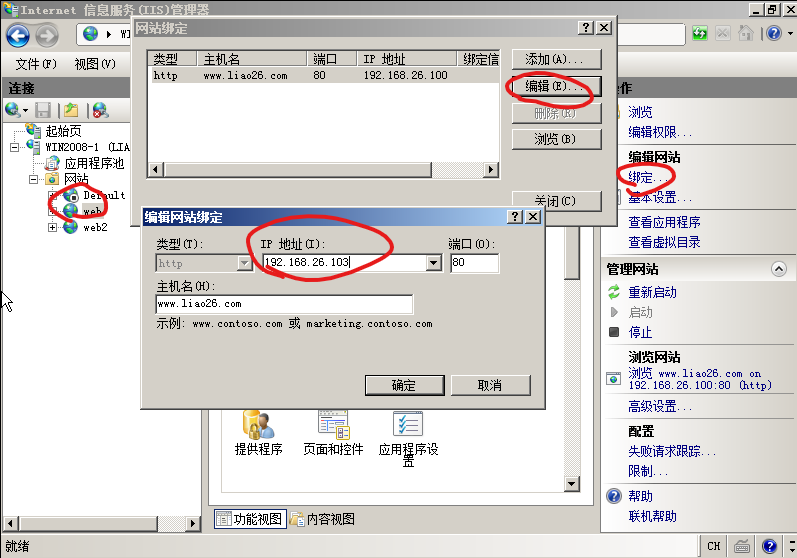 Internet 信息服务(IIS)管理器
网站绑定
类型 主机名 端口 IP 地址 绑定信
http www.liao26.com 80 192.168.26.100
添加(A)...
编辑(E)...
删除(R)
浏览(B)
关闭(C)
文件(F) 视图(V)
连接
起始页
WIN2008-1 (LIA
应用程序池
网站
Default
web
web2
编辑网站绑定
类型(T): IP 地址(I): 端口(O):
http 192.168.26.103 80
主机名(H):
www.liao26.com
示例: www.contoso.com 或 marketing.contoso.com
确定 取消
提供程序 页面和控件 应用程序设
置
功能视图 内容视图
作
浏览
编辑权限...
编辑网站
绑定...
基本设置...
查看应用程序
查看虚拟目录
管理网站
重新启动
启动
停止
浏览网站
浏览 www.liao26.com on
192.168.26.100:80 (http)
高级设置...
配置
失败请求跟踪...
限制...
帮助
联机帮助
就绪
CH